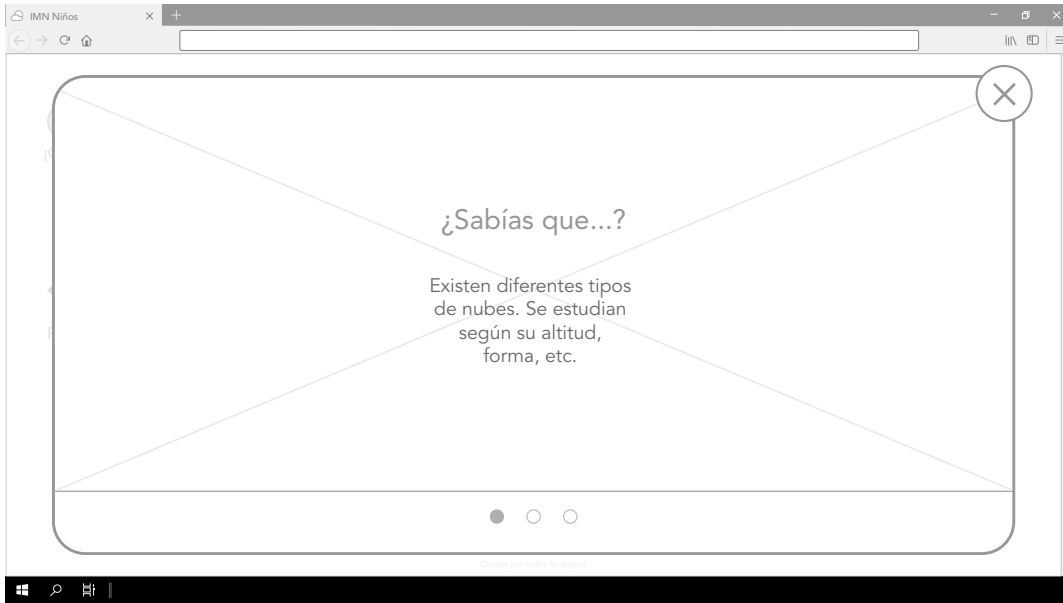 IMN Niños
¿Sabías que...?
Existen diferentes tipos
de nubes. Se estudian
según su altitud,
forma, etc.